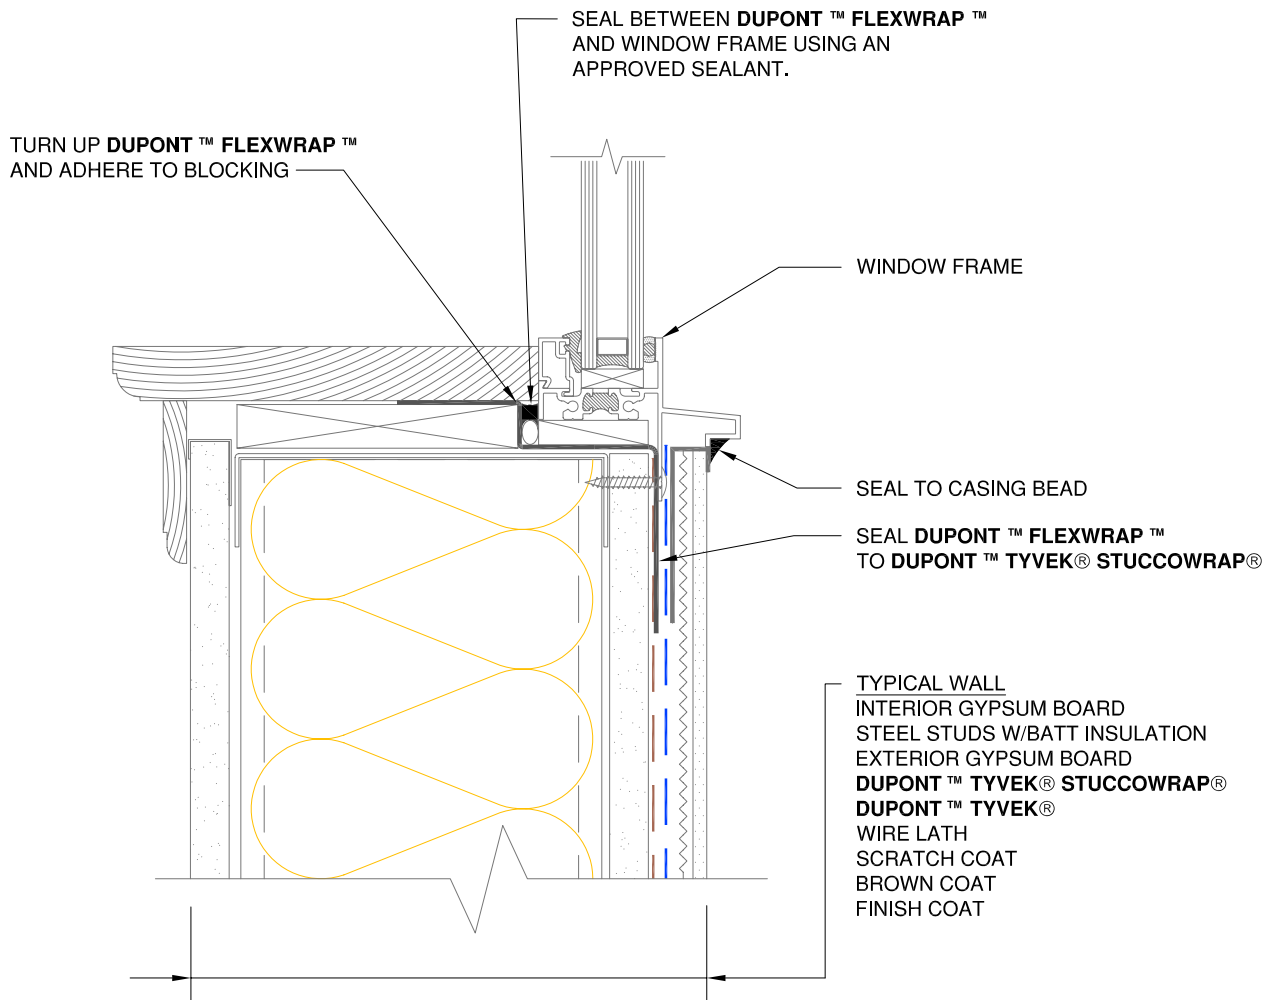 SEAL BETWEEN DUPONT ™ FLEXWRAP ™
AND WINDOW FRAME USING AN
APPROVED SEALANT.
TURN UP DUPONT ™ FLEXWRAP ™
AND ADHERE TO BLOCKING
WINDOW FRAME
SEAL TO CASING BEAD
SEAL DUPONT ™ FLEXWRAP ™
TO DUPONT ™ TYVEK® STUCCOWRAP®
TYPICAL WALL
INTERIOR GYPSUM BOARD
STEEL STUDS W/BATT INSULATION
EXTERIOR GYPSUM BOARD
DUPONT ™ TYVEK® STUCCOWRAP®
DUPONT ™ TYVEK®
WIRE LATH
SCRATCH COAT
BROWN COAT
FINISH COAT